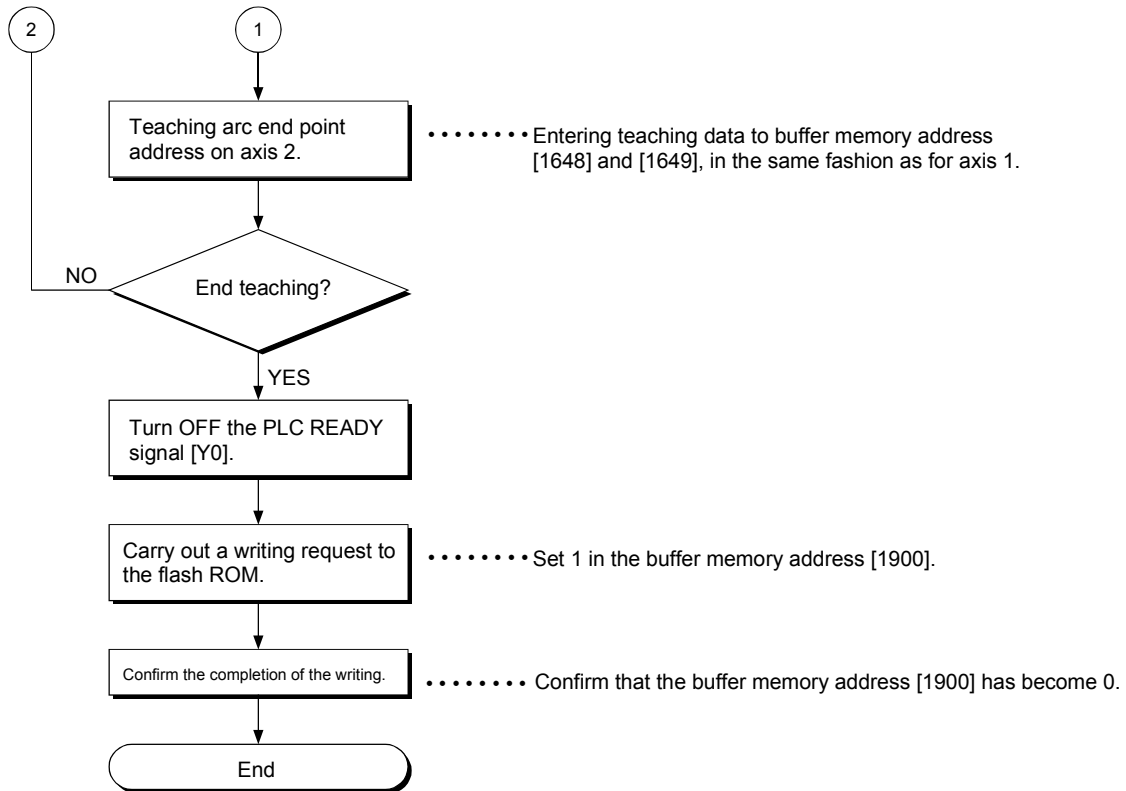 2
1
Teaching arc end point
address on axis 2.
• • • • • • • • Entering teaching data to buffer memory address
[1648] and [1649], in the same fashion as for axis 1.
NO
End teaching?
YES
Turn OFF the PLC READY
signal [Y0].
Carry out a writing request to
the flash ROM.
• • • • • • • • Set 1 in the buffer memory address [1900].
Confirm the completion of the writing.
• • • • • • • • Confirm that the buffer memory address [1900] has become 0.
End